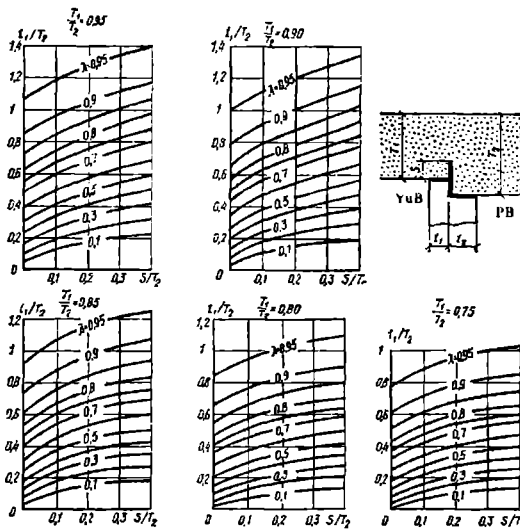 T₁/T₂ = 0,95
t₁/T₂
1,4
1,2
1
0,8
0,6
0,4
0,2
0
λ=0,95
0,9
0,8
0,7
0,5
0,3
0,1
0,1 0,2 0,3 S/T₂
T₁/T₂ = 0,90
t₁/T₂
1,4
1,2
1
0,8
0,6
0,4
0,2
0
λ=0,95
0,9
0,8
0,7
0,5
0,3
0,1
0,1 0,2 0,3 S/T₂
T₁
S
YuB
PB
t₁
T₁/T₂ = 0,85
t₁/T₂
1,2
1
0,8
0,6
0,4
0,2
0
λ=0,95
0,9
0,8
0,7
0,5
0,3
0,1
0,1 0,2 0,3 S/T₂
T₁/T₂ = 0,80
t₁/T₂
1
0,8
0,6
0,4
0,2
0
λ=0,95
0,9
0,8
0,7
0,5
0,3
0,1
0,1 0,2 0,3 S/T₂
T₁/T₂ = 0,75
t₁/T₂
1
0,8
0,6
0,4
0,2
0
λ=0,95
0,9
0,8
0,7
0,5
0,3
0,1
0,1 0,2 0,3 S/T₂